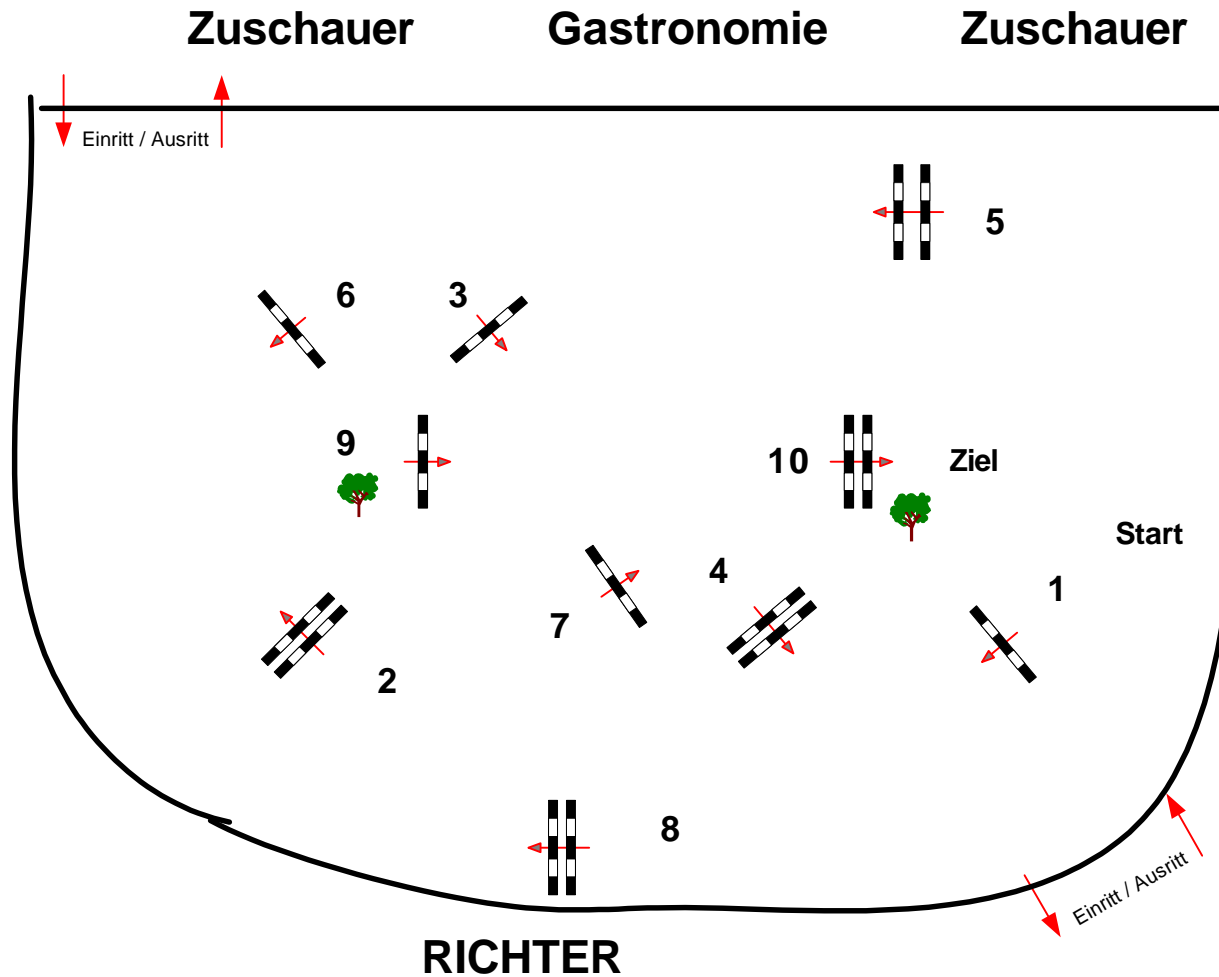 Zuschauer Gastronomie Zuschauer
Einritt / Ausritt
5
6 3
9
10 Ziel
Start
4
1
7
2
8
Einritt / Ausritt
RICHTER